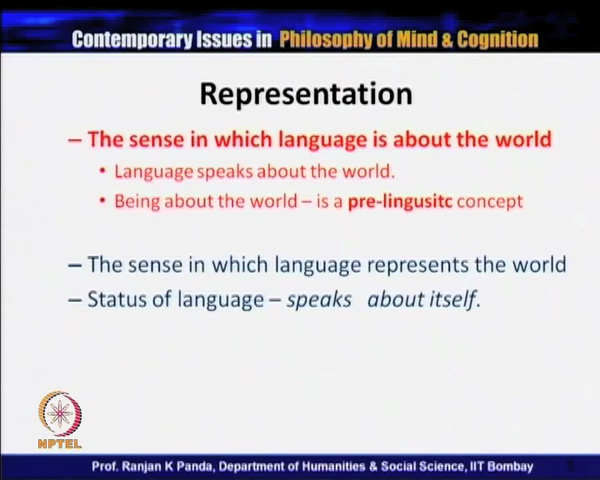 Contemporary Issues in Philosophy of Mind & Cognition
Representation
– The sense in which language is about the world
• Language speaks about the world.
• Being about the world – is a pre-lingusitc concept
– The sense in which language represents the world
– Status of language – speaks about itself.
NPTEL
Prof. Ranjan K Panda, Department of Humanities & Social Science, IIT Bombay